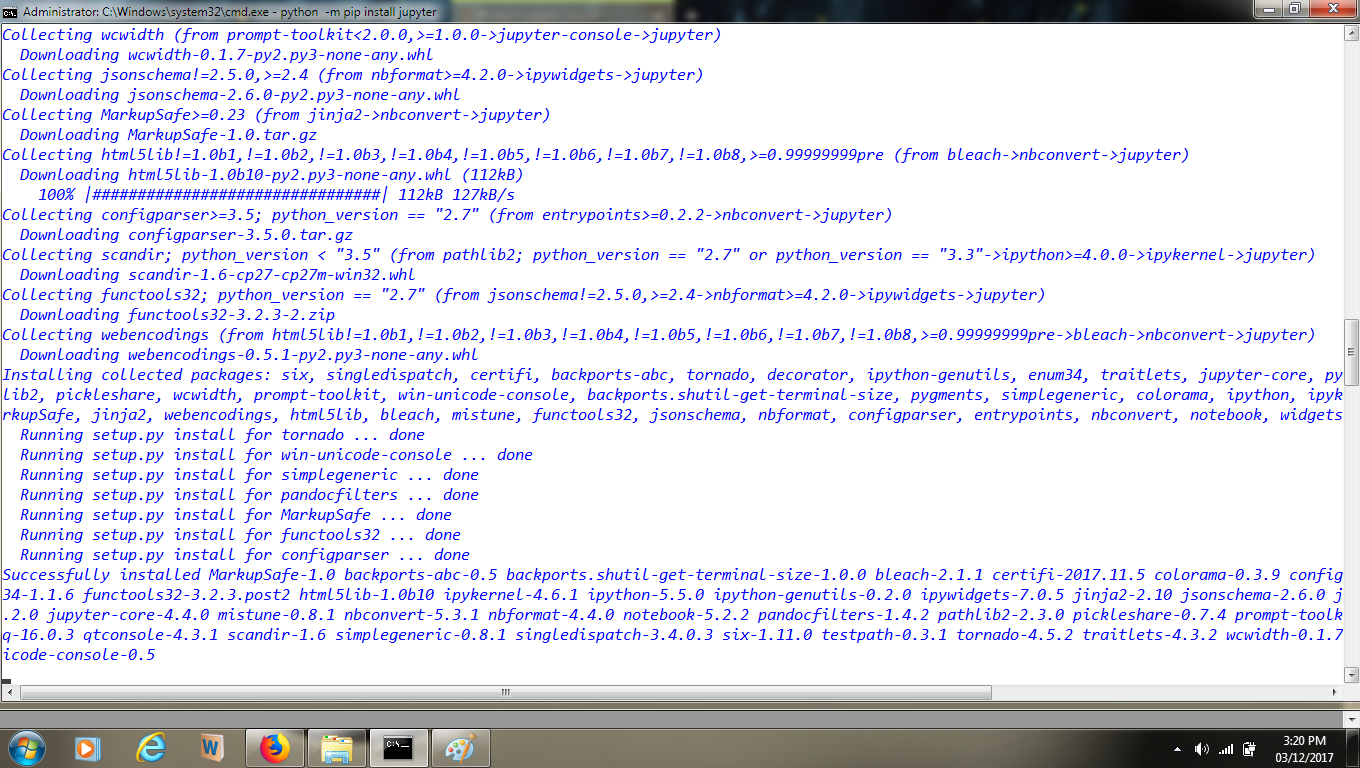 Administrator: C:\Windows\system32\cmd.exe - python  -m pip install jupyter
Collecting wcwidth (from prompt-toolkit<2.0.0,>=1.0.0->jupyter-console->jupyter)
  Downloading wcwidth-0.1.7-py2.py3-none-any.whl
Collecting jsonschema!=2.5.0,>=2.4 (from nbformat>=4.2.0->ipywidgets->jupyter)
  Downloading jsonschema-2.6.0-py2.py3-none-any.whl
Collecting MarkupSafe>=0.23 (from jinja2->nbconvert->jupyter)
  Downloading MarkupSafe-1.0.tar.gz
Collecting html5lib!=1.0b1,!=1.0b2,!=1.0b3,!=1.0b4,!=1.0b5,!=1.0b6,!=1.0b7,!=1.0b8,>=0.99999999pre (from bleach->nbconvert->jupyter)
  Downloading html5lib-1.0b10-py2.py3-none-any.whl (112kB)
    100% |################################| 112kB 127kB/s
Collecting configparser>=3.5; python_version == "2.7" (from entrypoints>=0.2.2->nbconvert->jupyter)
  Downloading configparser-3.5.0.tar.gz
Collecting scandir; python_version < "3.5" (from pathlib2; python_version == "2.7" or python_version == "3.3"->ipython>=4.0.0->ipykernel->jupyter)
  Downloading scandir-1.6-cp27-cp27m-win32.whl
Collecting functools32; python_version == "2.7" (from jsonschema!=2.5.0,>=2.4->nbformat>=4.2.0->ipywidgets->jupyter)
  Downloading functools32-3.2.3-2.zip
Collecting webencodings (from html5lib!=1.0b1,!=1.0b2,!=1.0b3,!=1.0b4,!=1.0b5,!=1.0b6,!=1.0b7,!=1.0b8,>=0.99999999pre->bleach->nbconvert->jupyter)
  Downloading webencodings-0.5.1-py2.py3-none-any.whl
Installing collected packages: six, singledispatch, certifi, backports-abc, tornado, decorator, ipython-genutils, enum34, traitlets, jupyter-core, py
lib2, pickleshare, wcwidth, prompt-toolkit, win-unicode-console, backports.shutil-get-terminal-size, pygments, simplegeneric, colorama, ipython, ipyk
rkupSafe, jinja2, webencodings, html5lib, bleach, mistune, functools32, jsonschema, nbformat, configparser, entrypoints, nbconvert, notebook, widgets
  Running setup.py install for tornado ... done
  Running setup.py install for win-unicode-console ... done
  Running setup.py install for simplegeneric ... done
  Running setup.py install for pandocfilters ... done
  Running setup.py install for MarkupSafe ... done
  Running setup.py install for functools32 ... done
  Running setup.py install for configparser ... done
Successfully installed MarkupSafe-1.0 backports-abc-0.5 backports.shutil-get-terminal-size-1.0.0 bleach-2.1.1 certifi-2017.11.5 colorama-0.3.9 config
34-1.1.6 functools32-3.2.3.post2 html5lib-1.0b10 ipykernel-4.6.1 ipython-5.5.0 ipython-genutils-0.2.0 ipywidgets-7.0.5 jinja2-2.10 jsonschema-2.6.0 j
.2.0 jupyter-core-4.4.0 mistune-0.8.1 nbconvert-5.3.1 nbformat-4.4.0 notebook-5.2.2 pandocfilters-1.4.2 pathlib2-2.3.0 pickleshare-0.7.4 prompt-toolk
q-16.0.3 qtconsole-4.3.1 scandir-1.6 simplegeneric-0.8.1 singledispatch-3.4.0.3 six-1.11.0 testpath-0.3.1 tornado-4.5.2 traitlets-4.3.2 wcwidth-0.1.7
icode-console-0.5
3:20 PM
03/12/2017